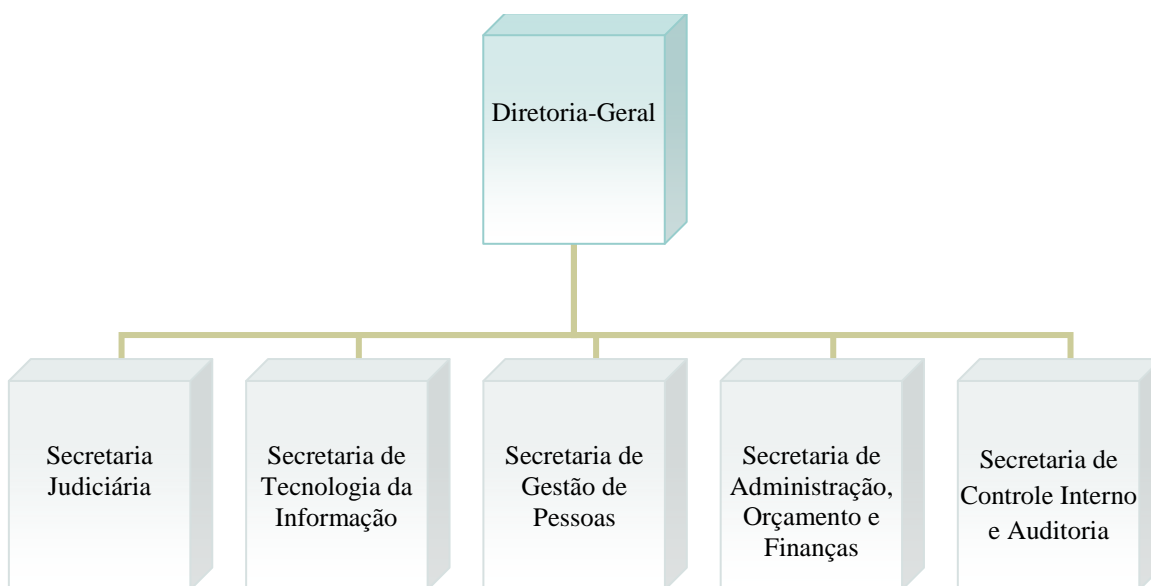 Diretoria-Geral
Secretaria
Judiciária
Secretaria de
Tecnologia da
Informação
Secretaria de
Gestão de
Pessoas
Secretaria de
Administração,
Orçamento e
Finanças
Secretaria de
Controle Interno
e Auditoria